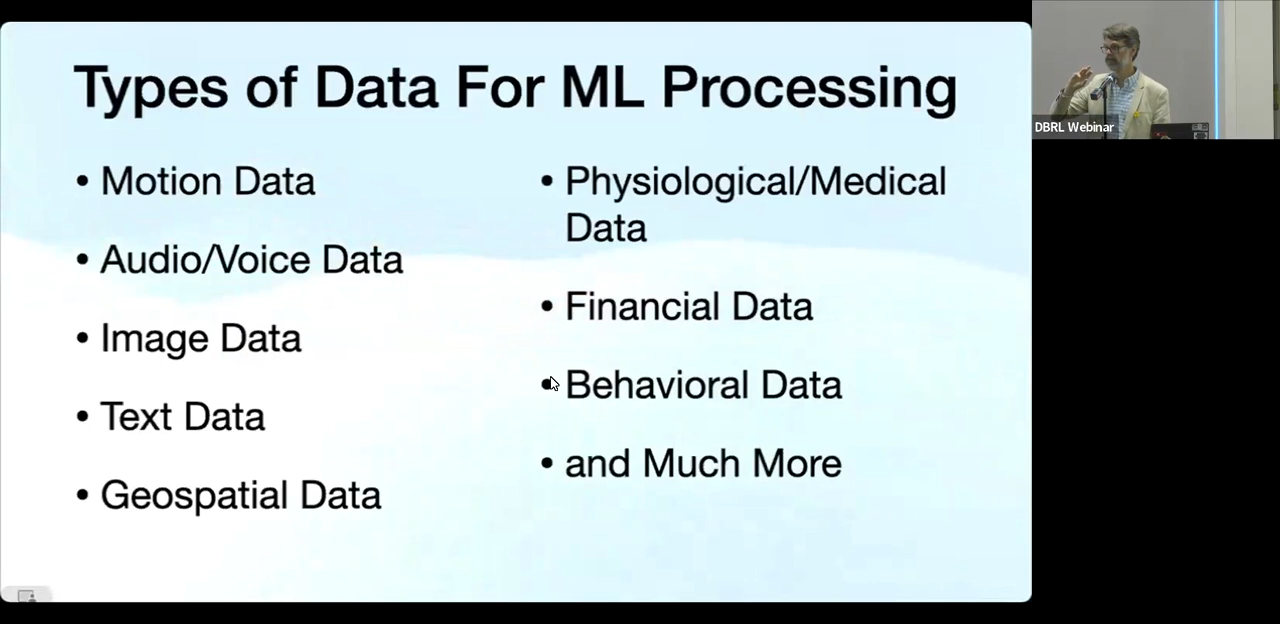 Types of Data For ML Processing
• Motion Data
• Audio/Voice Data
• Image Data
• Text Data
• Geospatial Data
• Physiological/Medical
Data
• Financial Data
• Behavioral Data
• and Much More
DBRL Webinar